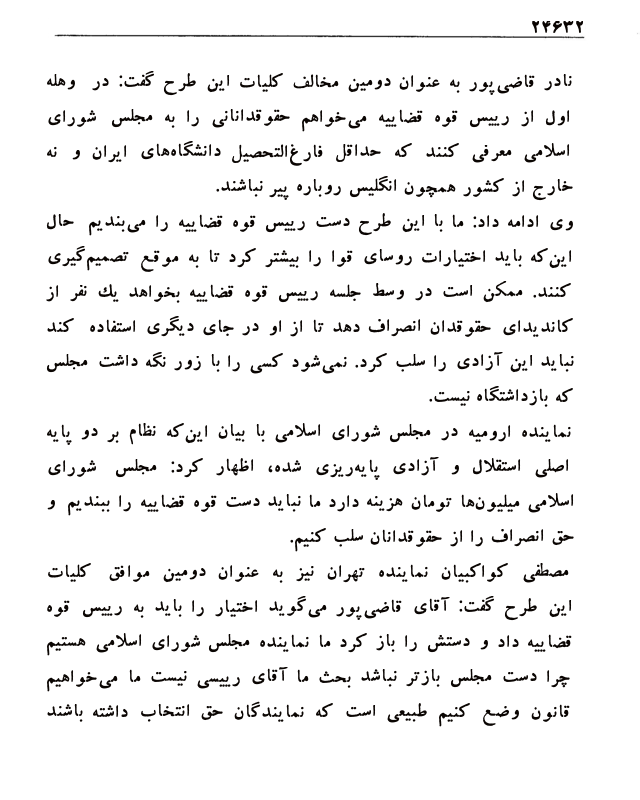 ۲۴۶۳۲
نادر قاضی‌پور به عنوان دومین مخالف کلیات این طرح گفت: در وهله
اول از رییس قوه قضاییه می‌خواهم حقوقدانانی را به مجلس شورای
اسلامی معرفی کنند که حداقل فارغ‌التحصیل دانشگاه‌های ایران و نه
خارج از کشور همچون انگلیس روباره پیر نباشند.
وی ادامه داد: ما با این طرح دست رییس قوه قضاییه را می‌بندیم حال
این‌که باید اختیارات روسای قوا را بیشتر کرد تا به موقع تصمیم‌گیری
کنند. ممکن است در وسط جلسه رییس قوه قضاییه بخواهد یك نفر از
کاندیدای حقوقدان انصراف دهد تا از او در جای دیگری استفاده کند
نباید این آزادی را سلب کرد. نمی‌شود کسی را با زور نگه داشت مجلس
که بازداشتگاه نیست.
نماینده ارومیه در مجلس شورای اسلامی با بیان این‌که نظام بر دو پایه
اصلی استقلال و آزادی پایه‌ریزی شده، اظهار کرد: مجلس شورای
اسلامی میلیون‌ها تومان هزینه دارد ما نباید دست قوه قضاییه را ببندیم و
حق انصراف را از حقوقدانان سلب کنیم.
مصطفی کواکبیان نماینده تهران نیز به عنوان دومین موافق کلیات
این طرح گفت: آقای قاضی‌پور می‌گوید اختیار را باید به رییس قوه
قضاییه داد و دستش را باز کرد ما نماینده مجلس شورای اسلامی هستیم
چرا دست مجلس بازتر نباشد بحث ما آقای رییسی نیست ما می‌خواهیم
قانون وضع کنیم طبیعی است که نمایندگان حق انتخاب داشته باشند